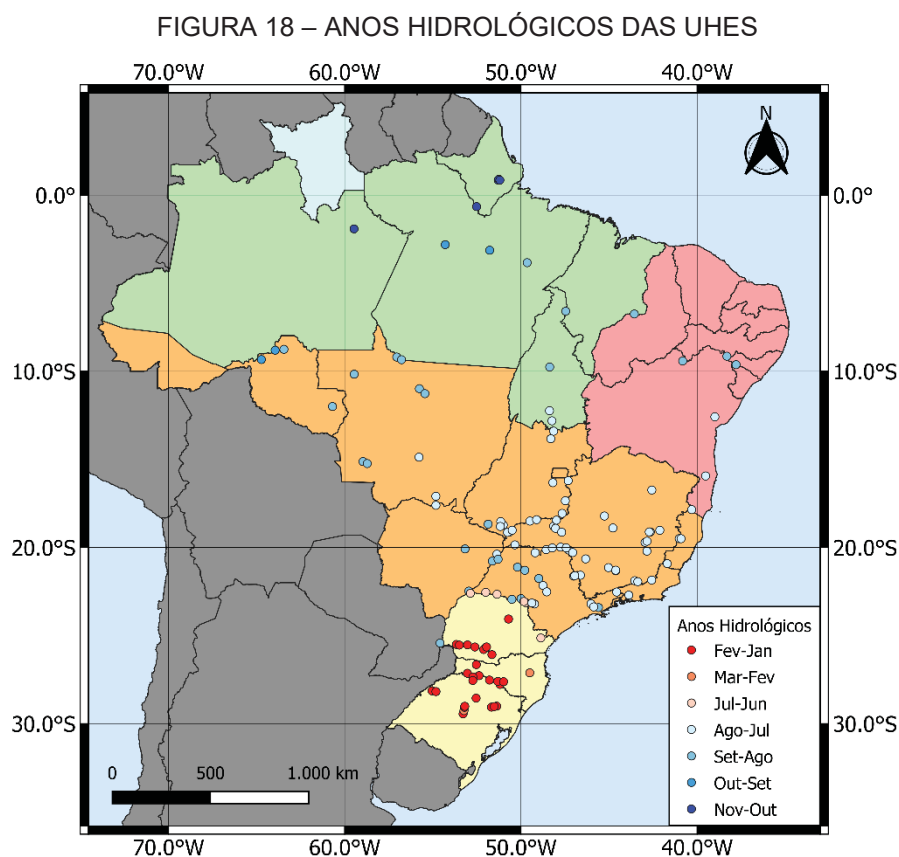 FIGURA 18 – ANOS HIDROLÓGICOS DAS UHES
70.0°W 60.0°W 50.0°W 40.0°W
N
0.0° 0.0°
10.0°S 10.0°S
20.0°S 20.0°S
30.0°S 30.0°S
Anos Hidrológicos
Fev-Jan
Mar-Fev
Jul-Jun
Ago-Jul
Set-Ago
Out-Set
Nov-Out
0 500 1.000 km
70.0°W 60.0°W 50.0°W 40.0°W